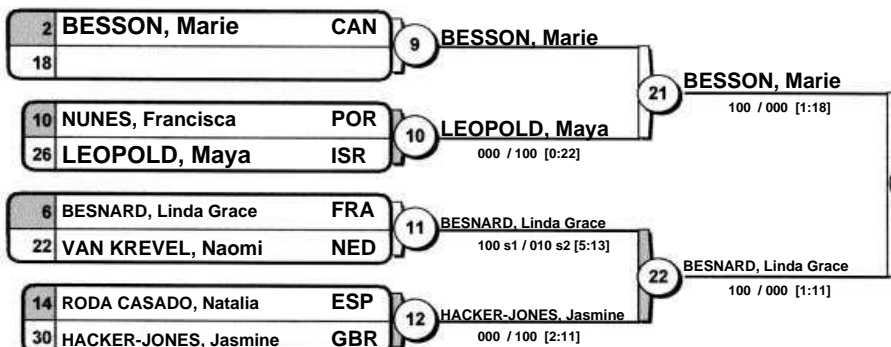 2 BESSON, Marie CAN
18
9
BESSON, Marie
10 NUNES, Francisca POR
26 LEOPOLD, Maya ISR
10
LEOPOLD, Maya
000 / 100 [0:22]
21
BESSON, Marie
100 / 000 [1:18]
6 BESNARD, Linda Grace FRA
22 VAN KREVEL, Naomi NED
11
BESNARD, Linda Grace
100 s1 / 010 s2 [5:13]
14 RODA CASADO, Natalia ESP
30 HACKER-JONES, Jasmine GBR
12
HACKER-JONES, Jasmine
000 / 100 [2:11]
22
BESNARD, Linda Grace
100 / 000 [1:11]